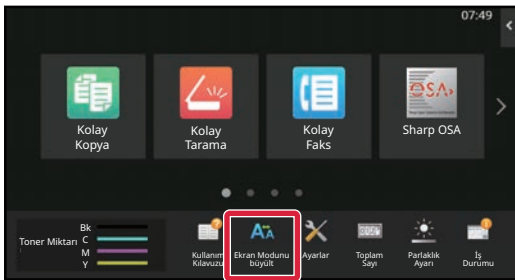 07:49
Kolay
Kopya
Kolay
Tarama
Kolay
Faks
OSA
Sharp OSA
Toner Miktarı
Bk
C
M
Y
Kullanım
Kılavuzu
Ekran Modunu
büyült
Ayarlar
Toplam
Sayı
Parlaklık
Ayarı
İş
Durumu